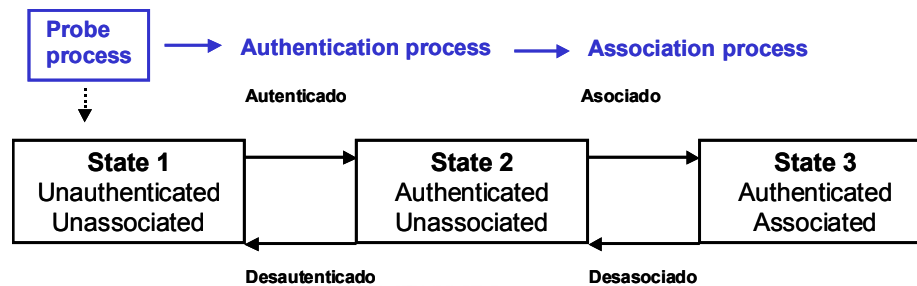 Probe
process
Authentication process
Association process
Autenticado
Asociado
State 1
Unauthenticated
Unassociated
State 2
Authenticated
Unassociated
State 3
Authenticated
Associated
Desautenticado
Desasociado